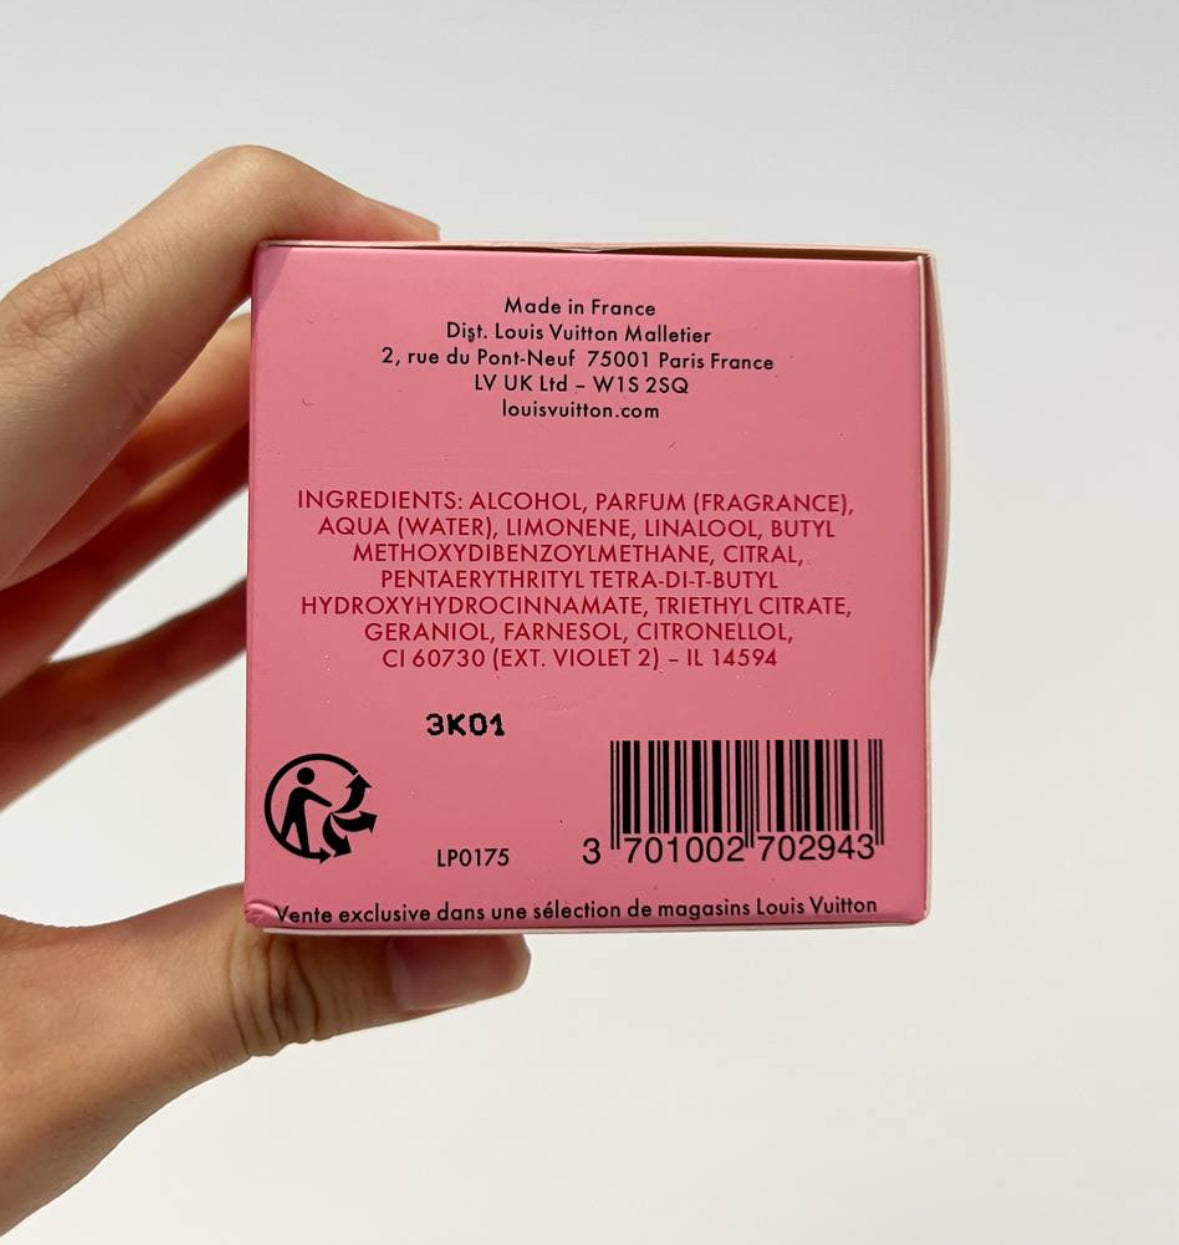 Made in France
Dist. Louis Vuitton Malletier
2, rue du Pont-Neuf 75001 Paris France
LV UK Ltd – W1S 2SQ
louisvuitton.com
INGREDIENTS: ALCOHOL, PARFUM (FRAGRANCE),
AQUA (WATER), LIMONENE, LINALOOL, BUTYL
METHOXYDIBENZOYLMETHANE, CITRAL,
PENTAERYTHRITYL TETRA-DI-T-BUTYL
HYDROXYHYDROCINNAMATE, TRIETHYL CITRATE,
GERANIOL, FARNESOL, CITRONELLOL,
CI 60730 (EXT. VIOLET 2) – IL 14594
3K01
LP0175
3 701002 702943
Vente exclusive dans une sélection de magasins Louis Vuitton